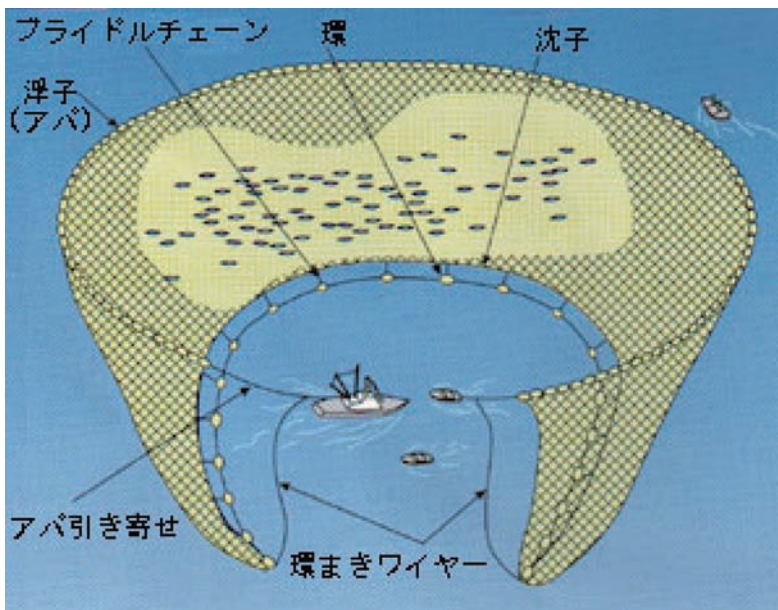 ブライドルチェーン
環
沈子
浮子
(アバ)
アバ引き寄せ
環まきワイヤー